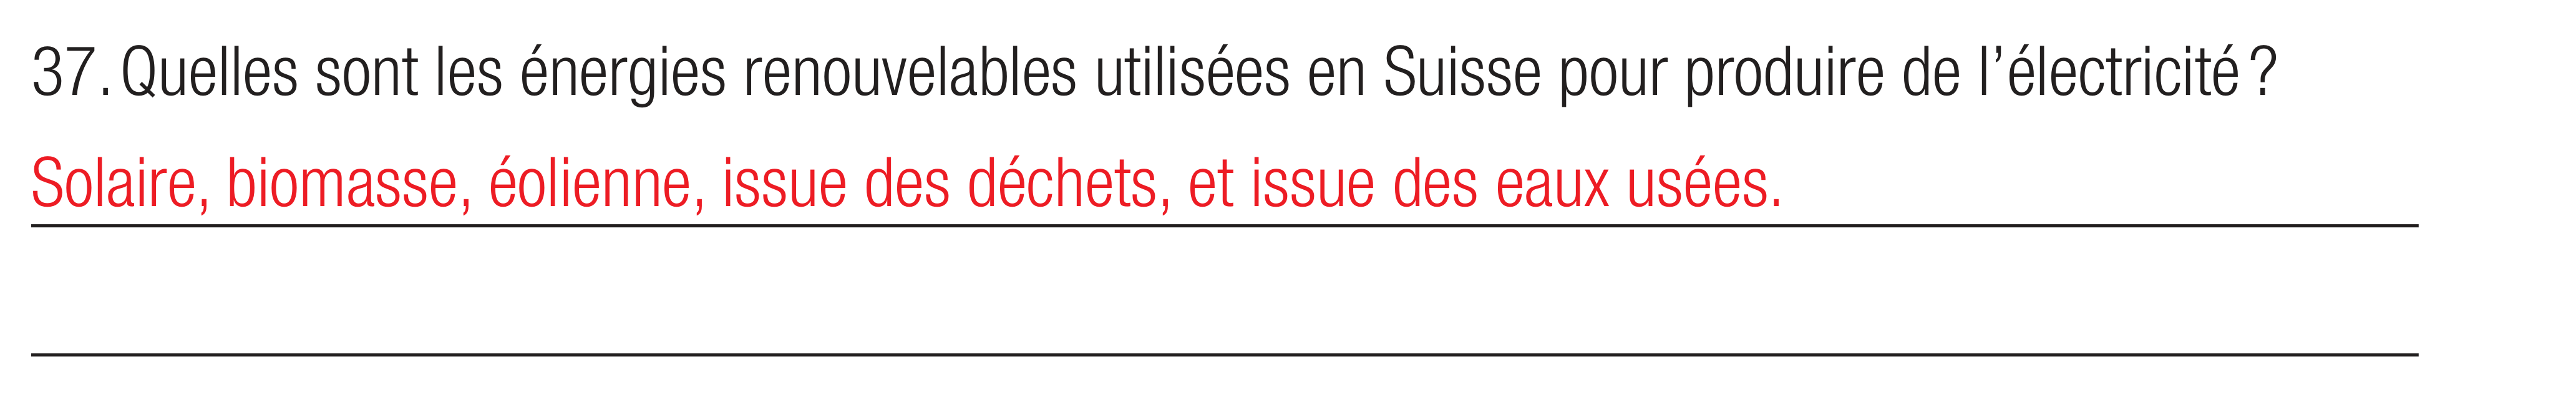 37. Quelles sont les énergies renouvelables utilisées en Suisse pour produire de l’électricité ?
Solaire, biomasse, éolienne, issue des déchets, et issue des eaux usées.